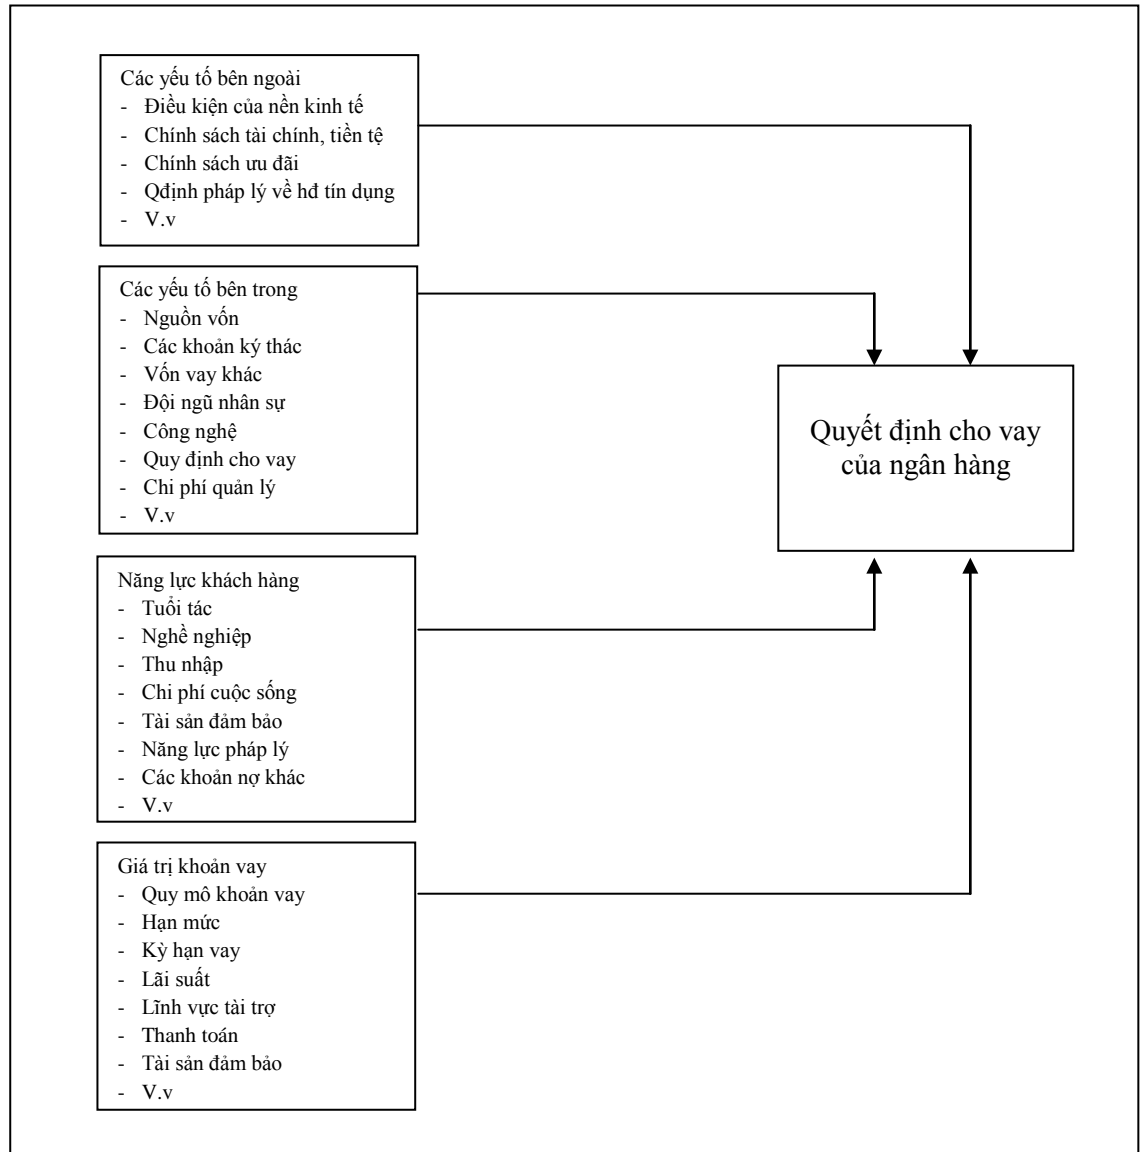 Các yếu tố bên ngoài
- Điều kiện của nền kinh tế
- Chính sách tài chính, tiền tệ
- Chính sách ưu đãi
- Qđịnh pháp lý về hđ tín dụng
- V.v
Các yếu tố bên trong
- Nguồn vốn
- Các khoản ký thác
- Vốn vay khác
- Đội ngũ nhân sự
- Công nghệ
- Quy định cho vay
- Chi phí quản lý
- V.v
Quyết định cho vay
của ngân hàng
Năng lực khách hàng
- Tuổi tác
- Nghề nghiệp
- Thu nhập
- Chi phí cuộc sống
- Tài sản đảm bảo
- Năng lực pháp lý
- Các khoản nợ khác
- V.v
Giá trị khoản vay
- Quy mô khoản vay
- Hạn mức
- Kỳ hạn vay
- Lãi suất
- Lĩnh vực tài trợ
- Thanh toán
- Tài sản đảm bảo
- V.v